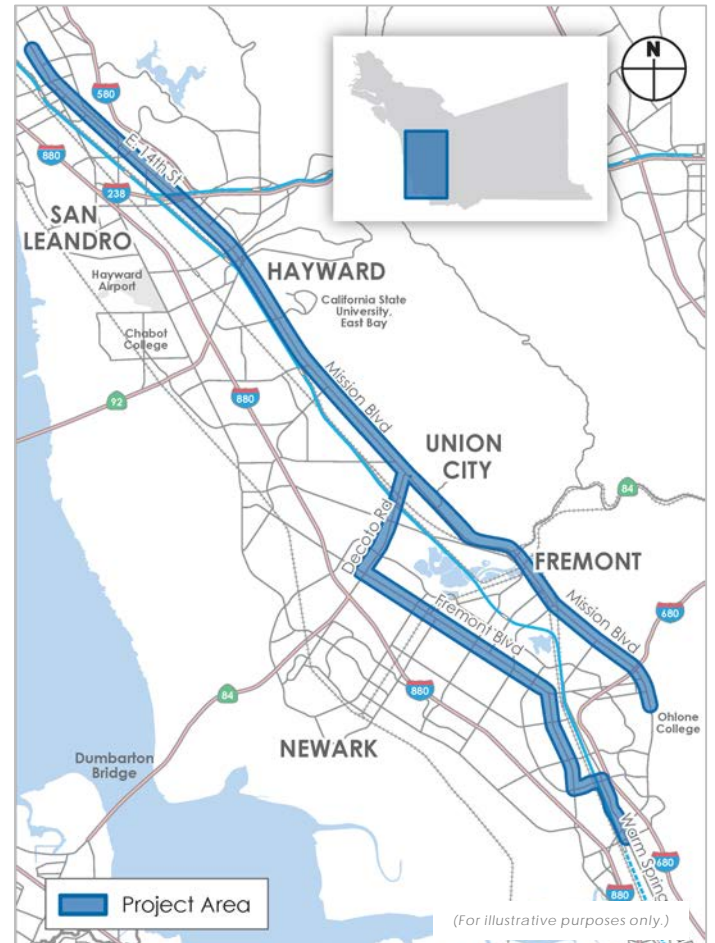 N
580
880
E. 14th St
238
SAN
LEANDRO
HAYWARD
Hayward
Airport
California State
University,
East Bay
Chabot
College
92
880
Mission Blvd
UNION
CITY
84
Decoto Rd
FREMONT
Fremont Blvd
Mission Blvd
680
84
880
Ohlone
College
NEWARK
Dumbarton
Bridge
Warm Spring
680
880
Project Area
(For illustrative purposes only.)